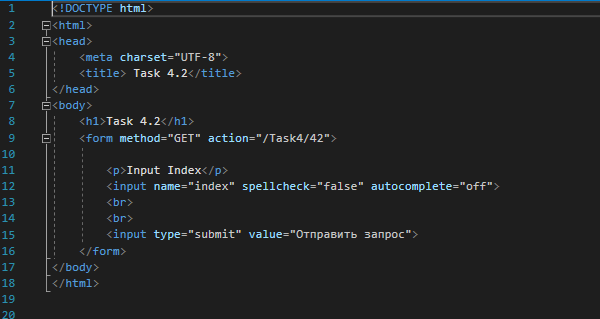 1 <!DOCTYPE html>
2 <html>
3 <head>
4 <meta charset="UTF-8">
5 <title> Task 4.2</title>
6 </head>
7 <body>
8 <h1>Task 4.2</h1>
9 <form method="GET" action="/Task4/42">
10
11 <p>Input Index</p>
12 <input name="index" spellcheck="false" autocomplete="off">
13 <br>
14 <br>
15 <input type="submit" value="Отправить запрос">
16 </form>
17 </body>
18 </html>
19
20